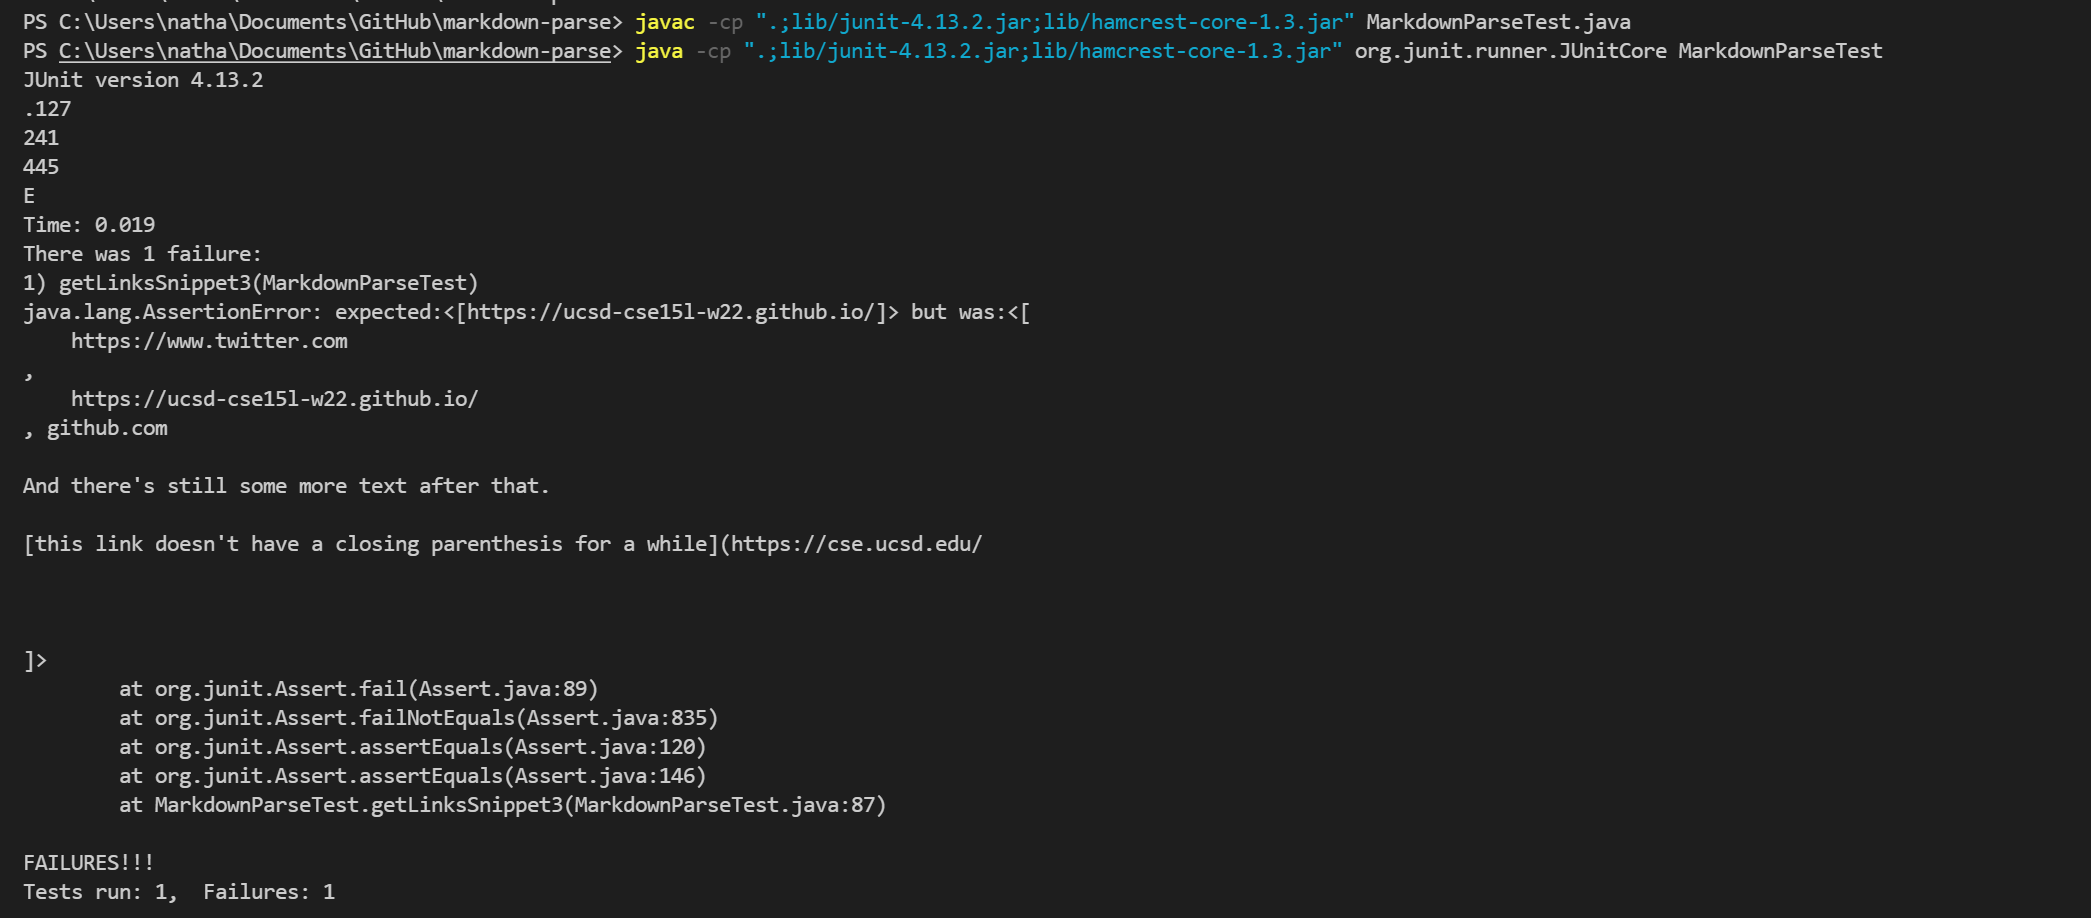 PS C:\Users\natha\Documents\GitHub\markdown-parse> javac -cp ".;lib/junit-4.13.2.jar;lib/hamcrest-core-1.3.jar" MarkdownParseTest.java
PS C:\Users\natha\Documents\GitHub\markdown-parse> java -cp ".;lib/junit-4.13.2.jar;lib/hamcrest-core-1.3.jar" org.junit.runner.JUnitCore MarkdownParseTest
JUnit version 4.13.2
.127
241
445
E
Time: 0.019
There was 1 failure:
1) getLinksSnippet3(MarkdownParseTest)
java.lang.AssertionError: expected:<[https://ucsd-cse15l-w22.github.io/]> but was:<[
    https://www.twitter.com
,
    https://ucsd-cse15l-w22.github.io/
, github.com

And there's still some more text after that.

[this link doesn't have a closing parenthesis for a while](https://cse.ucsd.edu/



]>
        at org.junit.Assert.fail(Assert.java:89)
        at org.junit.Assert.failNotEquals(Assert.java:835)
        at org.junit.Assert.assertEquals(Assert.java:120)
        at org.junit.Assert.assertEquals(Assert.java:146)
        at MarkdownParseTest.getLinksSnippet3(MarkdownParseTest.java:87)

FAILURES!!!
Tests run: 1,  Failures: 1